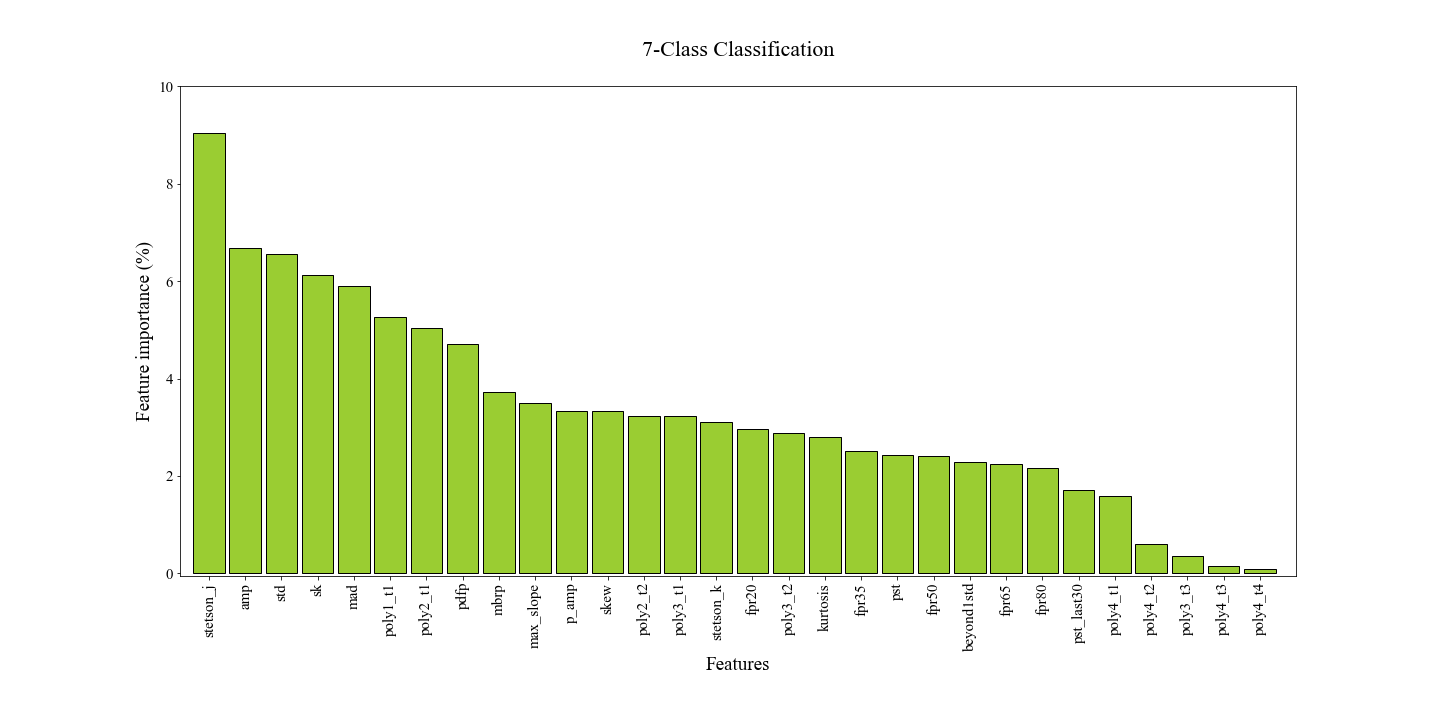 7-Class Classification
10
8
6
4
2
0
Feature importance (%)
stetson_j
amp
std
sk
mad
poly1_t1
poly2_t1
pdfp
mbrp
max_slope
p_amp
skew
poly2_t2
poly3_t1
stetson_k
fpr20
poly3_t2
kurtosis
fpr35
pst
fpr50
beyond1std
fpr65
fpr80
pst_last30
poly4_t1
poly4_t2
poly3_t3
poly4_t3
poly4_t4
Features